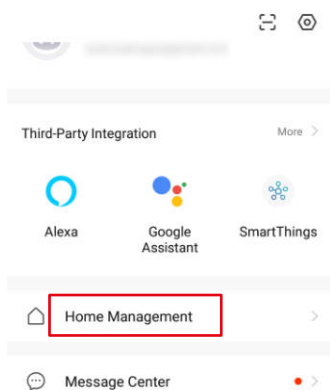 Third-Party Integration More
Alexa Google Assistant SmartThings
Home Management
Message Center